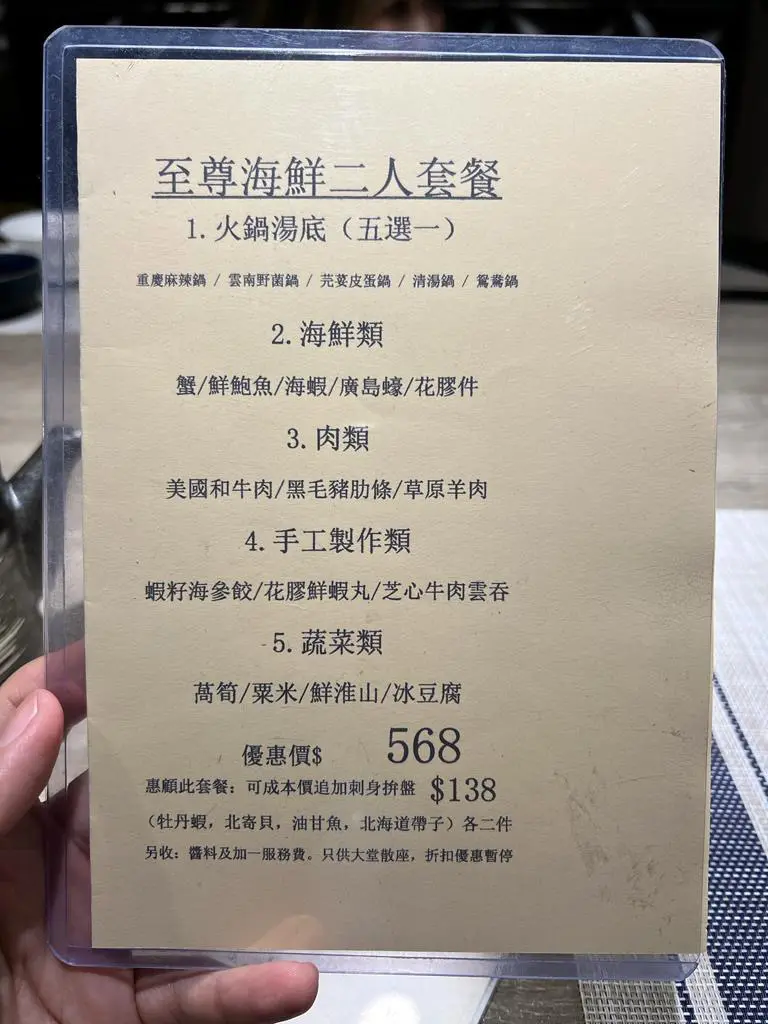 至尊海鮮二人套餐
1. 火鍋湯底（五選一）
重慶麻辣鍋 / 雲南野菌鍋 / 芫荽皮蛋鍋 / 清湯鍋 / 鴛鴦鍋
2. 海鮮類
蟹/鮮鮑魚/海蝦/廣島蠔/花膠件
3. 肉類
美國和牛肉/黑毛豬肋條/草原羊肉
4. 手工製作類
蝦籽海參餃/花膠鮮蝦丸/芝心牛肉雲吞
5. 蔬菜類
萵筍/粟米/鮮淮山/冰豆腐
優惠價$ 568
惠顧此套餐：可成本價追加刺身拚盤 $138
（牡丹蝦，北寄貝，油甘魚，北海道帶子）各二件
另收：醬料及加一服務費。只供大堂散座，折扣優惠暫停